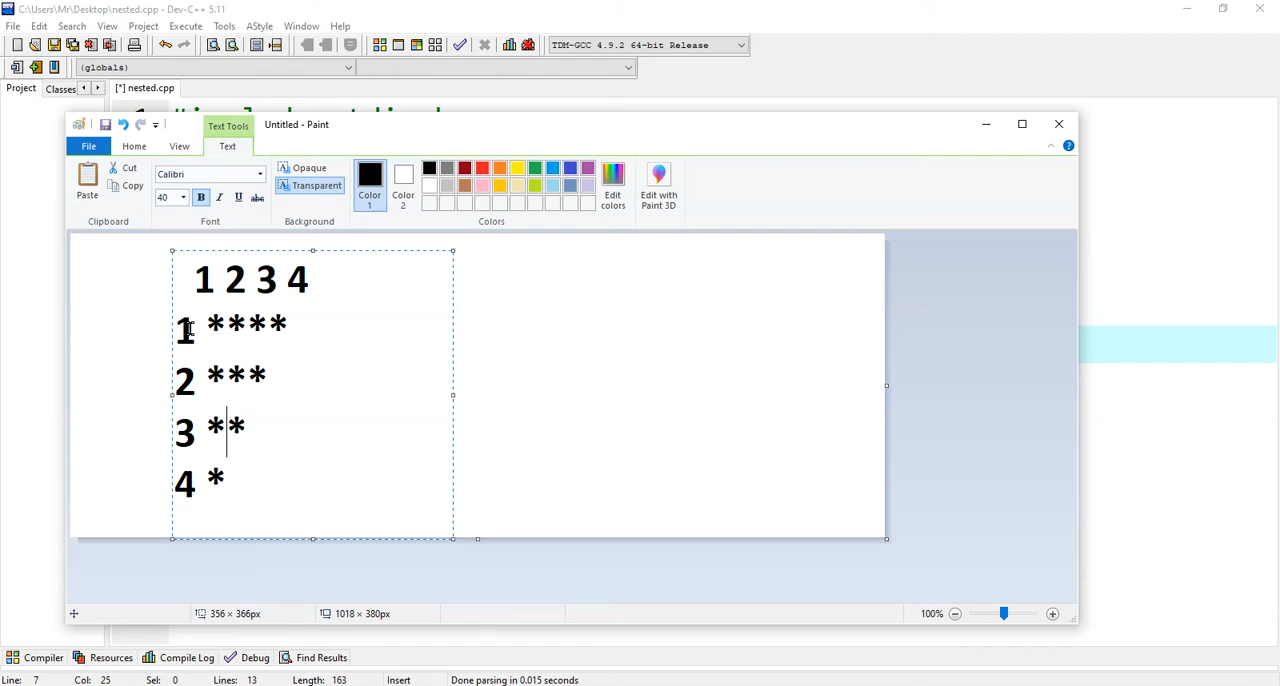 C:\Users\Mr\Desktop\nested.cpp - Dev-C++ 5.11
File Edit Search View Project Execute Tools AStyle Window Help
TDM-GCC 4.9.2 64-bit Release
(globals)
Project Classes [*] nested.cpp
Untitled - Paint
Text Tools
File Home View Text
Paste
Cut
Copy
Clipboard
Calibri
40 B I U abc
Font
Opaque
Transparent
Background
Color 1
Color 2
Edit colors
Colors
Edit with Paint 3D
1 2 3 4
1 ****
2 ***
3 **
4 *
356 × 366px
1018 × 380px
100%
Compiler Resources Compile Log Debug Find Results
Line: 7 Col: 25 Sel: 0 Lines: 13 Length: 163 Insert Done parsing in 0.015 seconds